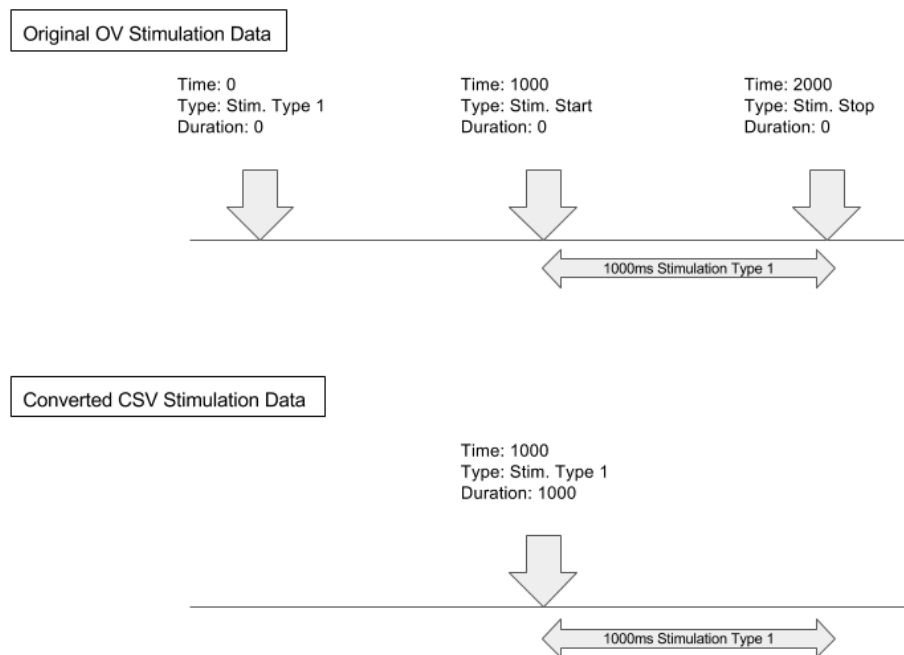 Original OV Stimulation Data
Time: 0
Type: Stim. Type 1
Duration: 0
Time: 1000
Type: Stim. Start
Duration: 0
Time: 2000
Type: Stim. Stop
Duration: 0
1000ms Stimulation Type 1
Converted CSV Stimulation Data
Time: 1000
Type: Stim. Type 1
Duration: 1000
1000ms Stimulation Type 1